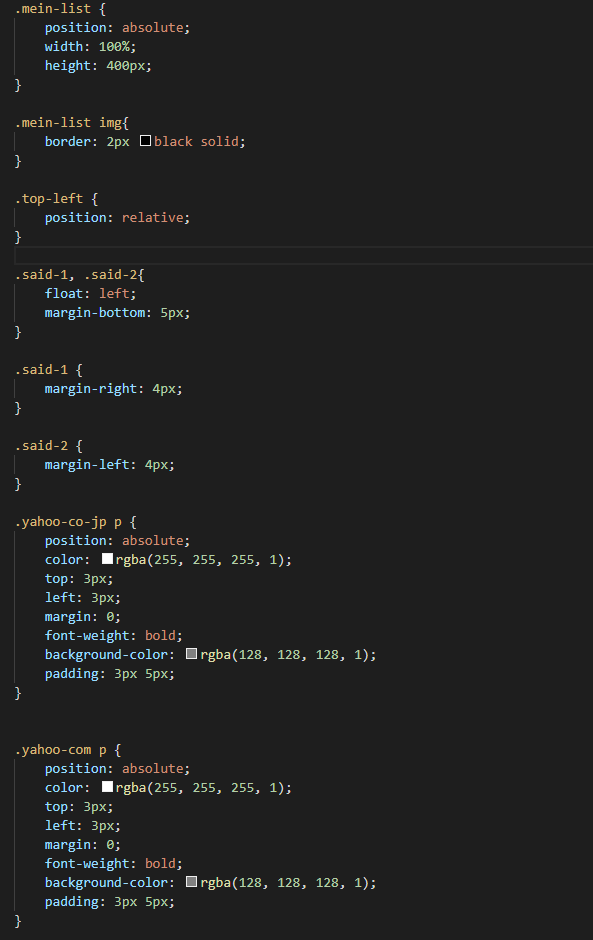 .mein-list {
    position: absolute;
    width: 100%;
    height: 400px;
}
.mein-list img{
    border: 2px black solid;
}
.top-left {
    position: relative;
}
.said-1, .said-2{
    float: left;
    margin-bottom: 5px;
}
.said-1 {
    margin-right: 4px;
}
.said-2 {
    margin-left: 4px;
}
.yahoo-co-jp p {
    position: absolute;
    color: rgba(255, 255, 255, 1);
    top: 3px;
    left: 3px;
    margin: 0;
    font-weight: bold;
    background-color: rgba(128, 128, 128, 1);
    padding: 3px 5px;
}
.yahoo-com p {
    position: absolute;
    color: rgba(255, 255, 255, 1);
    top: 3px;
    left: 3px;
    margin: 0;
    font-weight: bold;
    background-color: rgba(128, 128, 128, 1);
    padding: 3px 5px;
}